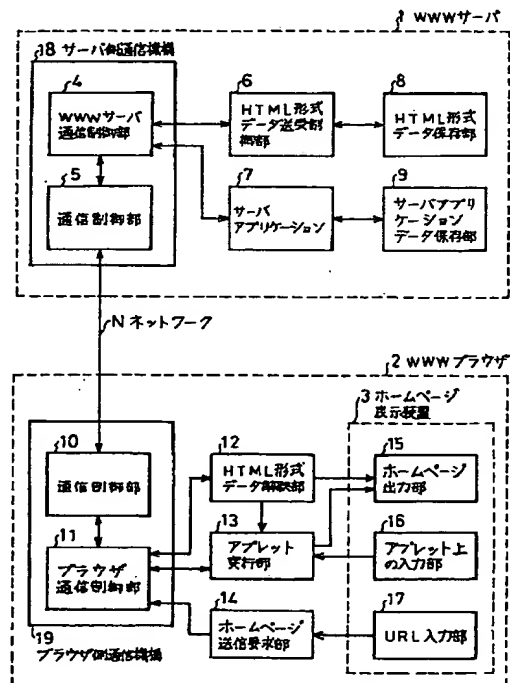 1 WWWサーバ
18 サーバ側通信機構
4
WWWサーバ
通信制御部
5
通信制御部
6
HTML形式
データ送受制
御部
8
HTML形式
データ保存部
7
サーバ
アプリケーション
9
サーバアプリ
ケーション
データ保存部
Nネットワーク
2 WWWブラウザ
3 ホームページ
表示装置
10
通信制御部
11
ブラウザ
通信制御部
19
ブラウザ側通信機構
12
HTML形式
データ解釈部
13
アプレット
実行部
14
ホームページ
送信要求部
15
ホームページ
出力部
16
アプレット上
の入力部
17
URL入力部